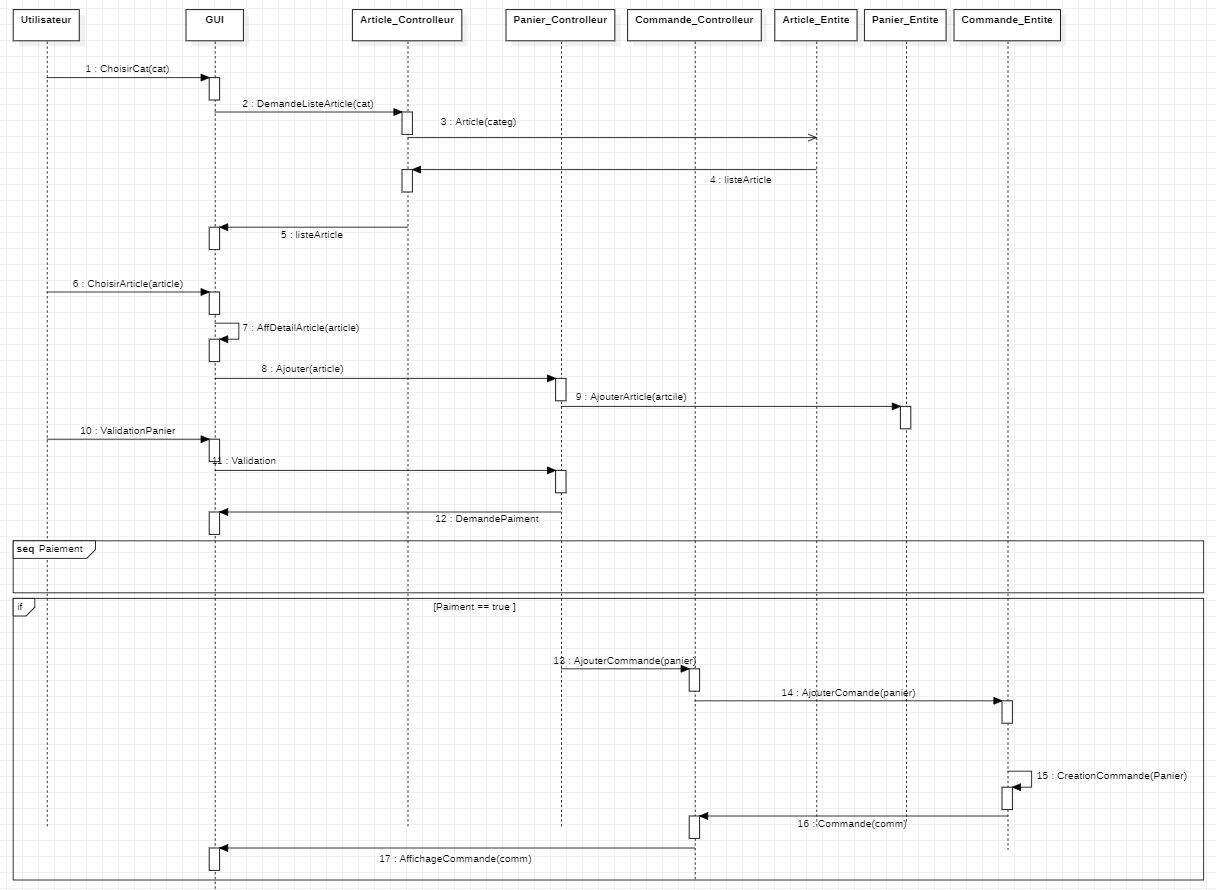 Utilisateur
GUI
Article_Controlleur
Panier_Controlleur
Commande_Controlleur
Article_Entite
Panier_Entite
Commande_Entite
1 : ChoisirCat(cat)
2 : DemandeListeArticle(cat)
3 : Article(categ)
4 : listeArticle
5 : listeArticle
6 : ChoisirArticle(article)
7 : AffDetailArticle(article)
8 : Ajouter(article)
9 : AjouterArticle(artcile)
10 : ValidationPanier
11 : Validation
12 : DemandePaiment
seq Paiement
if
[Paiment == true ]
13 : AjouterCommande(panier)
14 : AjouterComande(panier)
15 : CreationCommande(Panier)
16 : Commande(comm)
17 : AffichageCommande(comm)